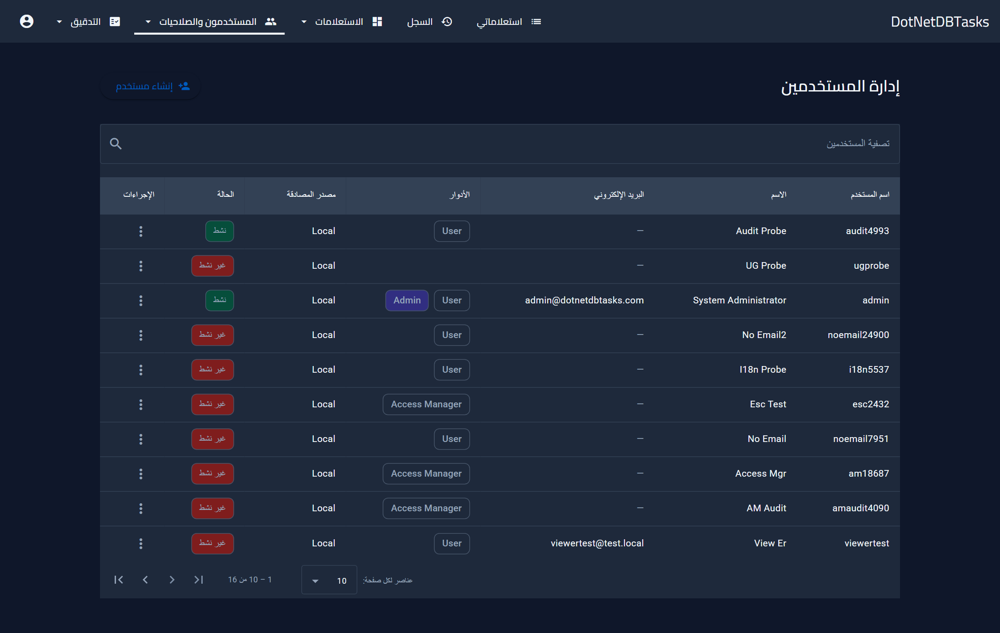 DotNetDBTasks
استعلاماتي
السجل
الاستعلامات
المستخدمون والصلاحيات
التدقيق
إدارة المستخدمين
إنشاء مستخدم
تصفية المستخدمين
اسم المستخدم الاسم البريد الإلكتروني الأدوار مصدر المصادقة الحالة الإجراءات
audit4993 Audit Probe — User Local نشط
ugprobe UG Probe — Local غير نشط
admin System Administrator admin@dotnetdbtasks.com User Admin Local نشط
noemail24900 No Email2 — User Local غير نشط
i18n5537 I18n Probe — User Local غير نشط
esc2432 Esc Test — Access Manager Local غير نشط
noemail7951 No Email — User Local غير نشط
am18687 Access Mgr — Access Manager Local غير نشط
amaudit4090 AM Audit — Access Manager Local غير نشط
viewertest View Er viewertest@test.local User Local غير نشط
عناصر لكل صفحة: 10 1 – 10 من 16